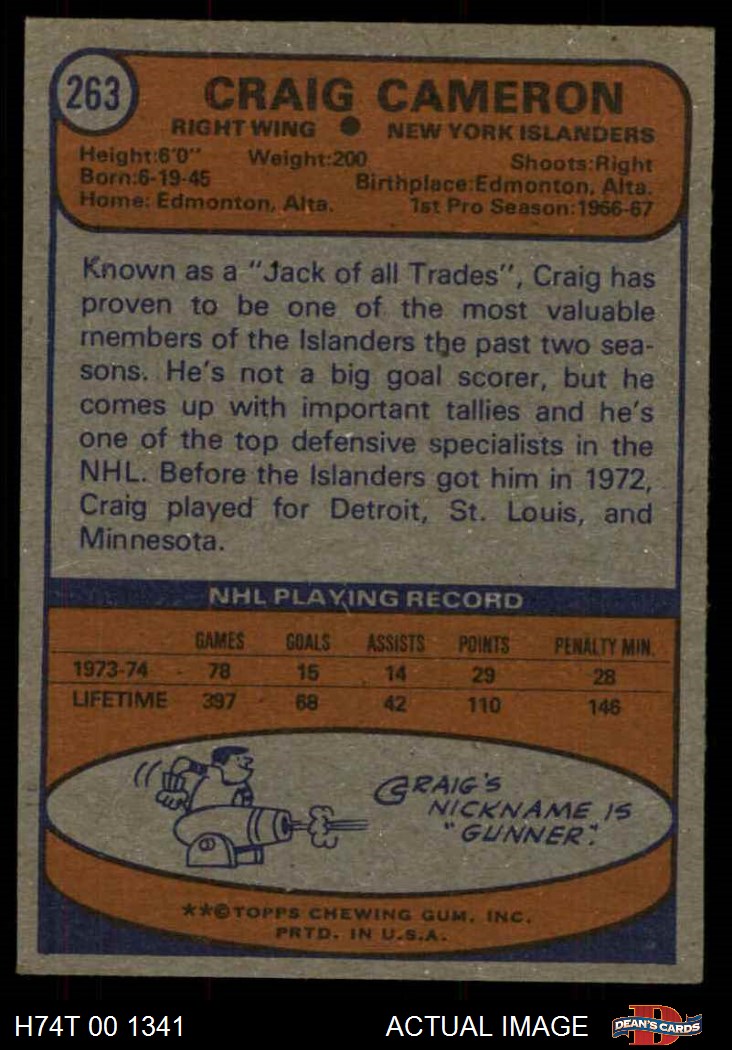 263
CRAIG CAMERON
RIGHT WING ● NEW YORK ISLANDERS
Height:6'0" Weight:200 Shoots:Right
Born:6-19-45 Birthplace:Edmonton, Alta.
Home: Edmonton, Alta. 1st Pro Season:1966-67
Known as a "Jack of all Trades", Craig has
proven to be one of the most valuable
members of the Islanders the past two sea-
sons. He's not a big goal scorer, but he
comes up with important tallies and he's
one of the top defensive specialists in the
NHL. Before the Islanders got him in 1972,
Craig played for Detroit, St. Louis, and
Minnesota.
NHL PLAYING RECORD
GAMES GOALS ASSISTS POINTS PENALTY MIN.
1973-74 78 15 14 29 28
LIFETIME 397 68 42 110 146
CRAIG'S
NICKNAME IS
"GUNNER".
**©TOPPS CHEWING GUM, INC.
PRTD. IN U.S.A.
H74T 00 1341 ACTUAL IMAGE D DEAN'S CARDS